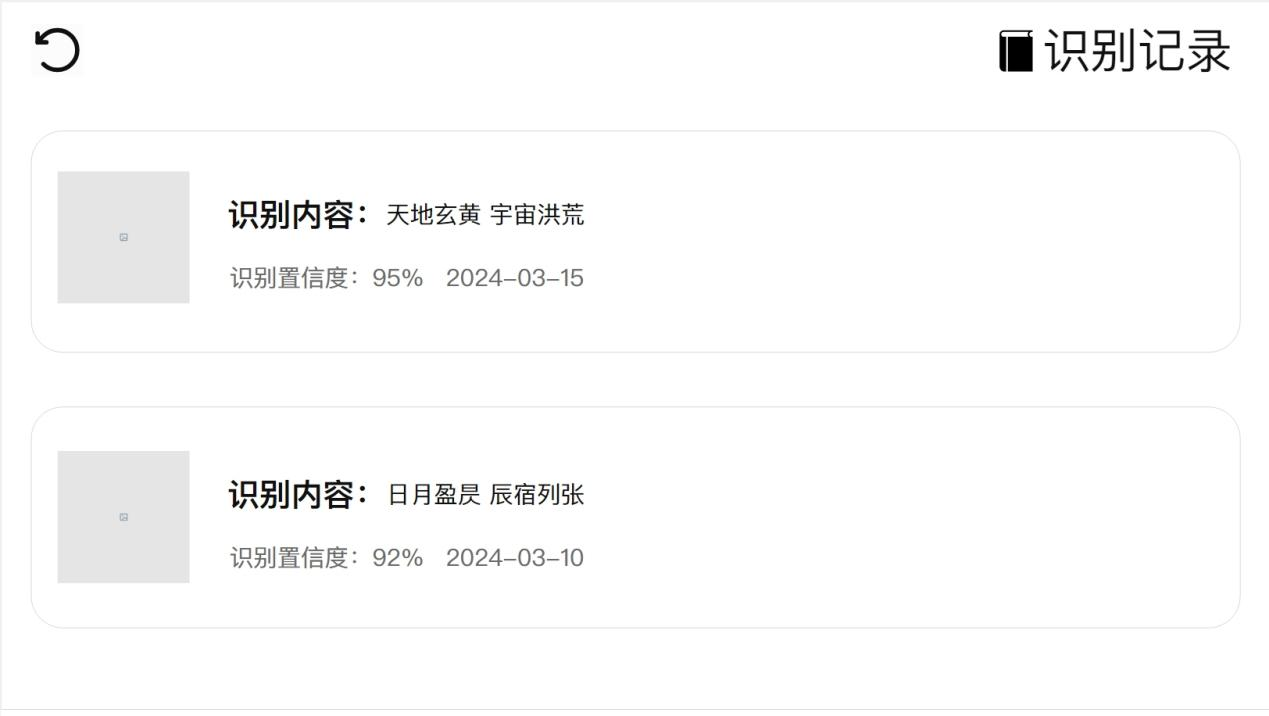 识别记录
识别内容：天地玄黄 宇宙洪荒
识别置信度：95% 2024-03-15
识别内容：日月盈昃 辰宿列张
识别置信度：92% 2024-03-10